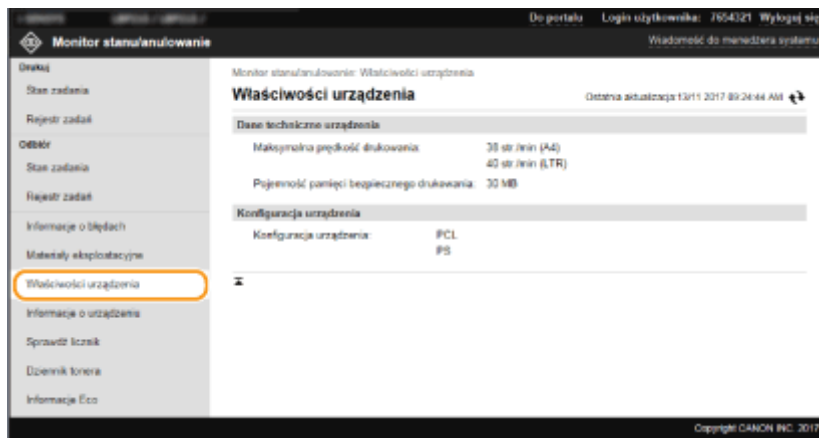 Do portalu Login użytkownika: 7654321 Wyloguj się
Monitor stanu/anulowanie
Wiadomość do menedżera systemu
Drukuj
Stan zadania
Rejestr zadań
Odbiór
Stan zadania
Rejestr zadań
Informacje o błędach
Materiały eksploatacyjne
Właściwości urządzenia
Informacje o urządzeniu
Sprawdź licznik
Dziennik tonera
Informacje Eco
Monitor stanu/anulowanie: Właściwości urządzenia
Właściwości urządzenia
Ostatnia aktualizacja:13/11 2017 09:24:44 AM
Dane techniczne urządzenia
Maksymalna prędkość drukowania: 38 str./min (A4)
40 str./min (LTR)
Pojemność pamięci bezpiecznego drukowania: 30 MB
Konfiguracja urządzenia
Konfiguracja urządzenia: PCL
PS
Copyright CANON INC. 2017